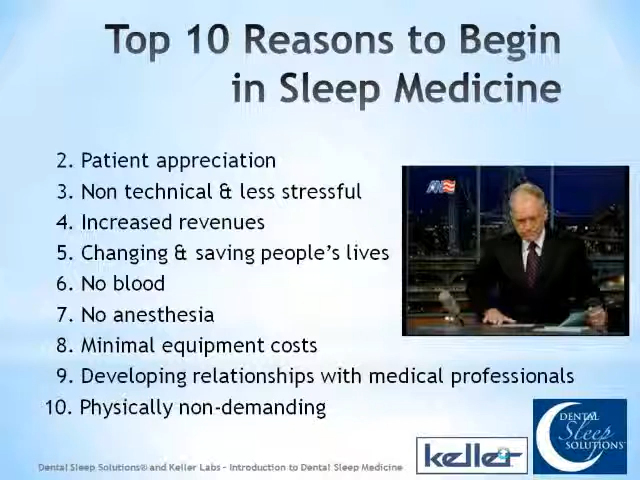 Top 10 Reasons to Begin
in Sleep Medicine
2. Patient appreciation
3. Non technical & less stressful
4. Increased revenues
5. Changing & saving people's lives
6. No blood
7. No anesthesia
8. Minimal equipment costs
9. Developing relationships with medical professionals
10. Physically non-demanding
Dental Sleep Solutions® and Keller Labs - Introduction to Dental Sleep Medicine
keller
DENTAL
Sleep
SOLUTIONS